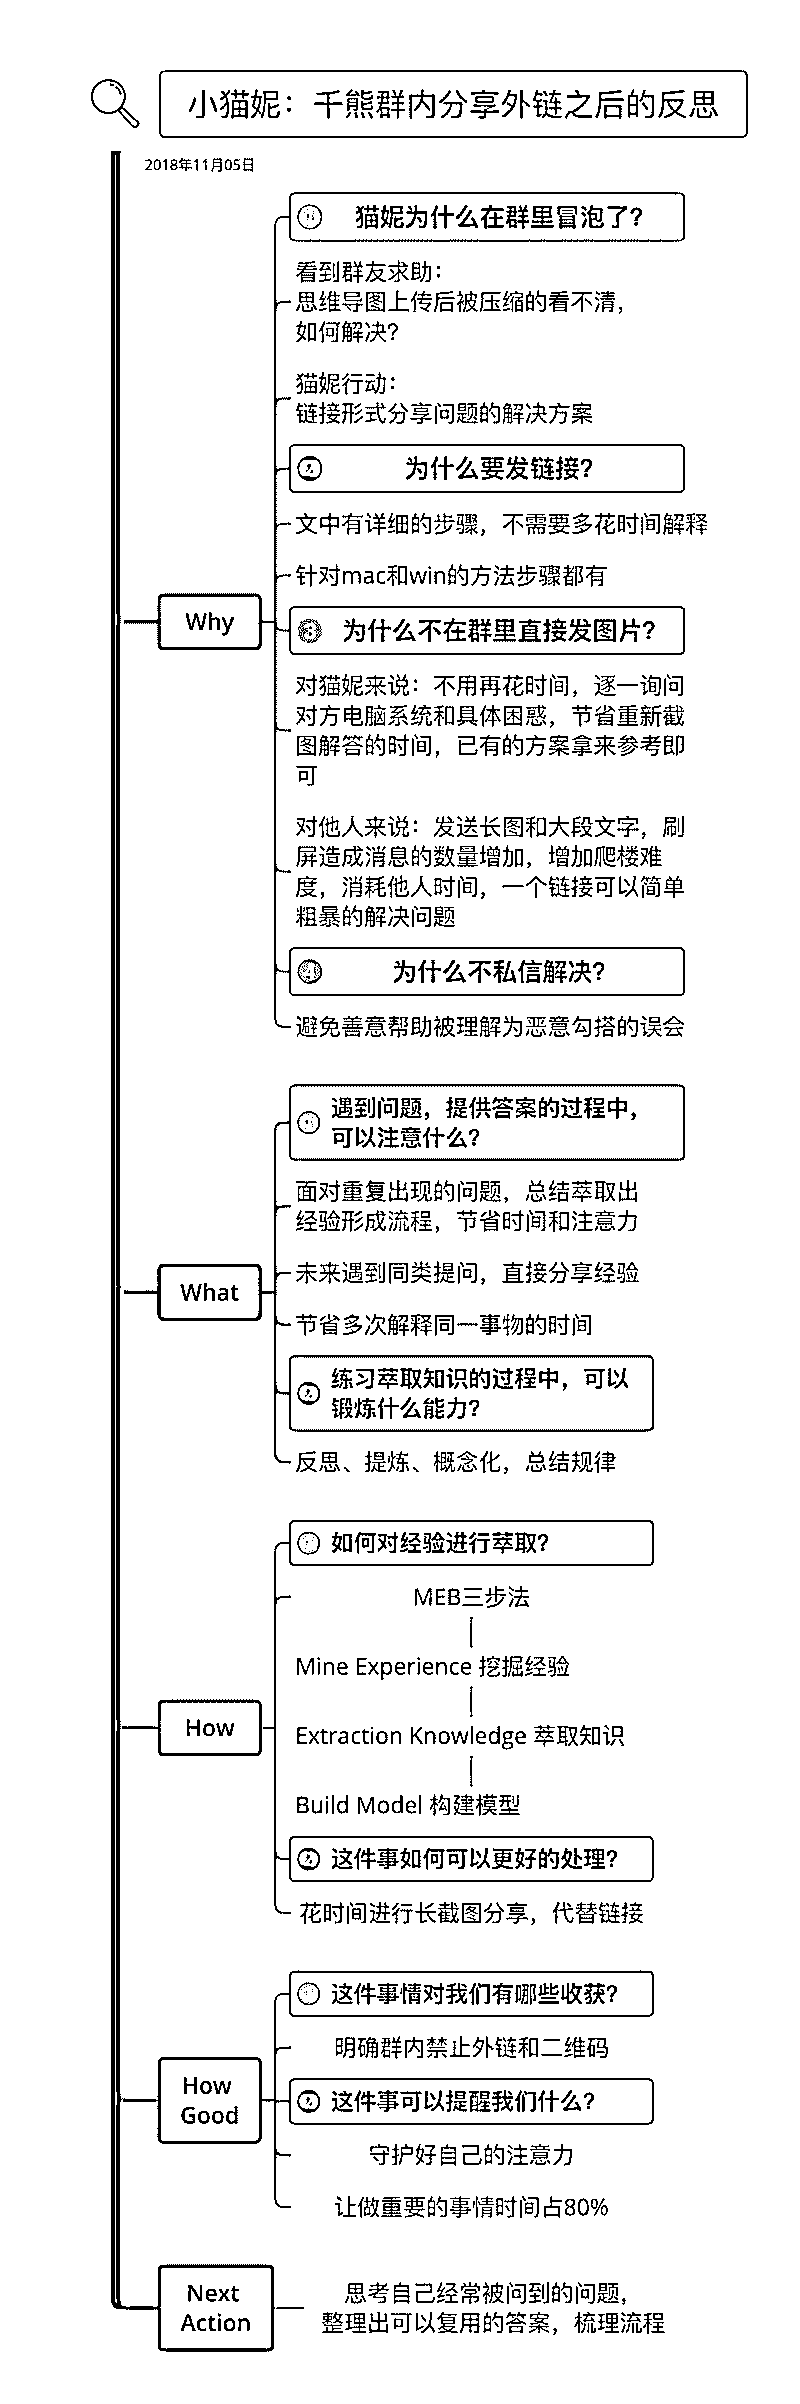 小猫妮：千熊群内分享外链之后的反思
2018年11月05日
Why
猫妮为什么在群里冒泡了？
看到群友求助：
思维导图上传后被压缩的看不清，
如何解决？
猫妮行动：
链接形式分享问题的解决方案
2 为什么要发链接？
文中有详细的步骤，不需要多花时间解释
针对mac和win的方法步骤都有
3 为什么不在群里直接发图片？
对猫妮来说：不用再花时间，逐一询问
对方电脑系统和具体困惑，节省重新截
图解答的时间，已有的方案拿来参考即
可
对他人来说：发送长图和大段文字，刷
屏造成消息的数量增加，增加爬楼难
度，消耗他人时间，一个链接可以简单
粗暴的解决问题
4 为什么不私信解决？
避免善意帮助被理解为恶意勾搭的误会
What
遇到问题，提供答案的过程中，
可以注意什么？
面对重复出现的问题，总结萃取出
经验形成流程，节省时间和注意力
未来遇到同类提问，直接分享经验
节省多次解释同一事物的时间
2 练习萃取知识的过程中，可以
锻炼什么能力？
反思、提炼、概念化，总结规律
How
如何对经验进行萃取？
MEB三步法
Mine Experience 挖掘经验
Extraction Knowledge 萃取知识
Build Model 构建模型
2 这件事如何可以更好的处理？
花时间进行长截图分享，代替链接
How
Good
这件事情对我们有哪些收获？
明确群内禁止外链和二维码
2 这件事可以提醒我们什么？
守护好自己的注意力
让做重要的事情时间占80%
Next
Action
思考自己经常被问到的问题，
整理出可以复用的答案，梳理流程